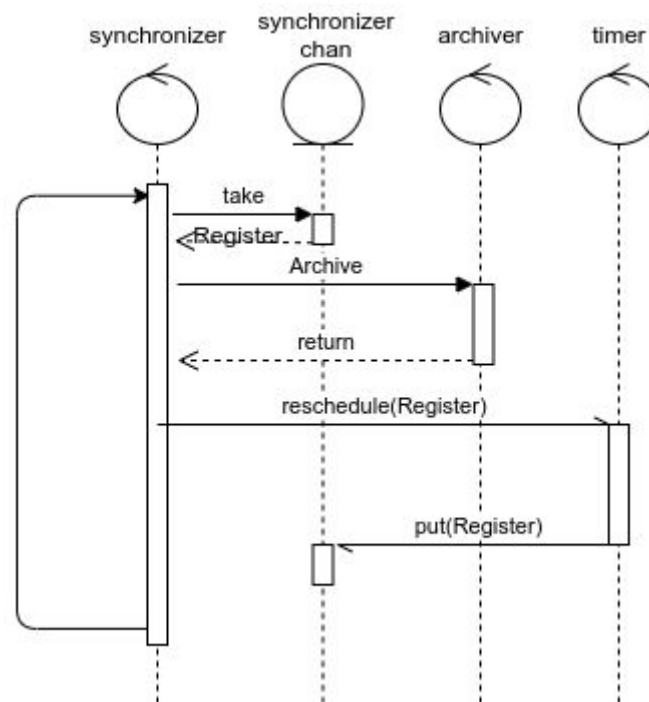 synchronizer
synchronizer
chan
archiver
timer
take
Register
Archive
return
reschedule(Register)
put(Register)